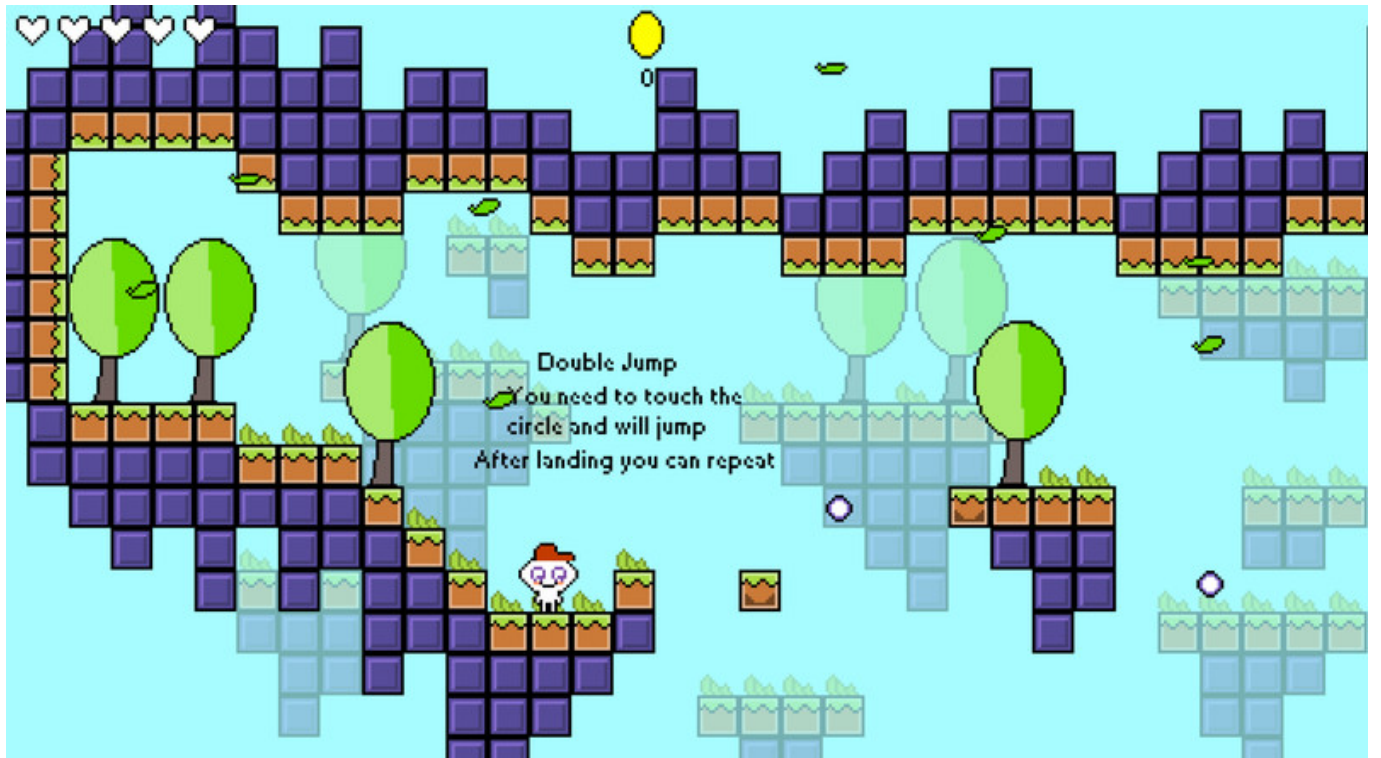 0
Double Jump
You need to touch the
circle and will jump
After landing you can repeat